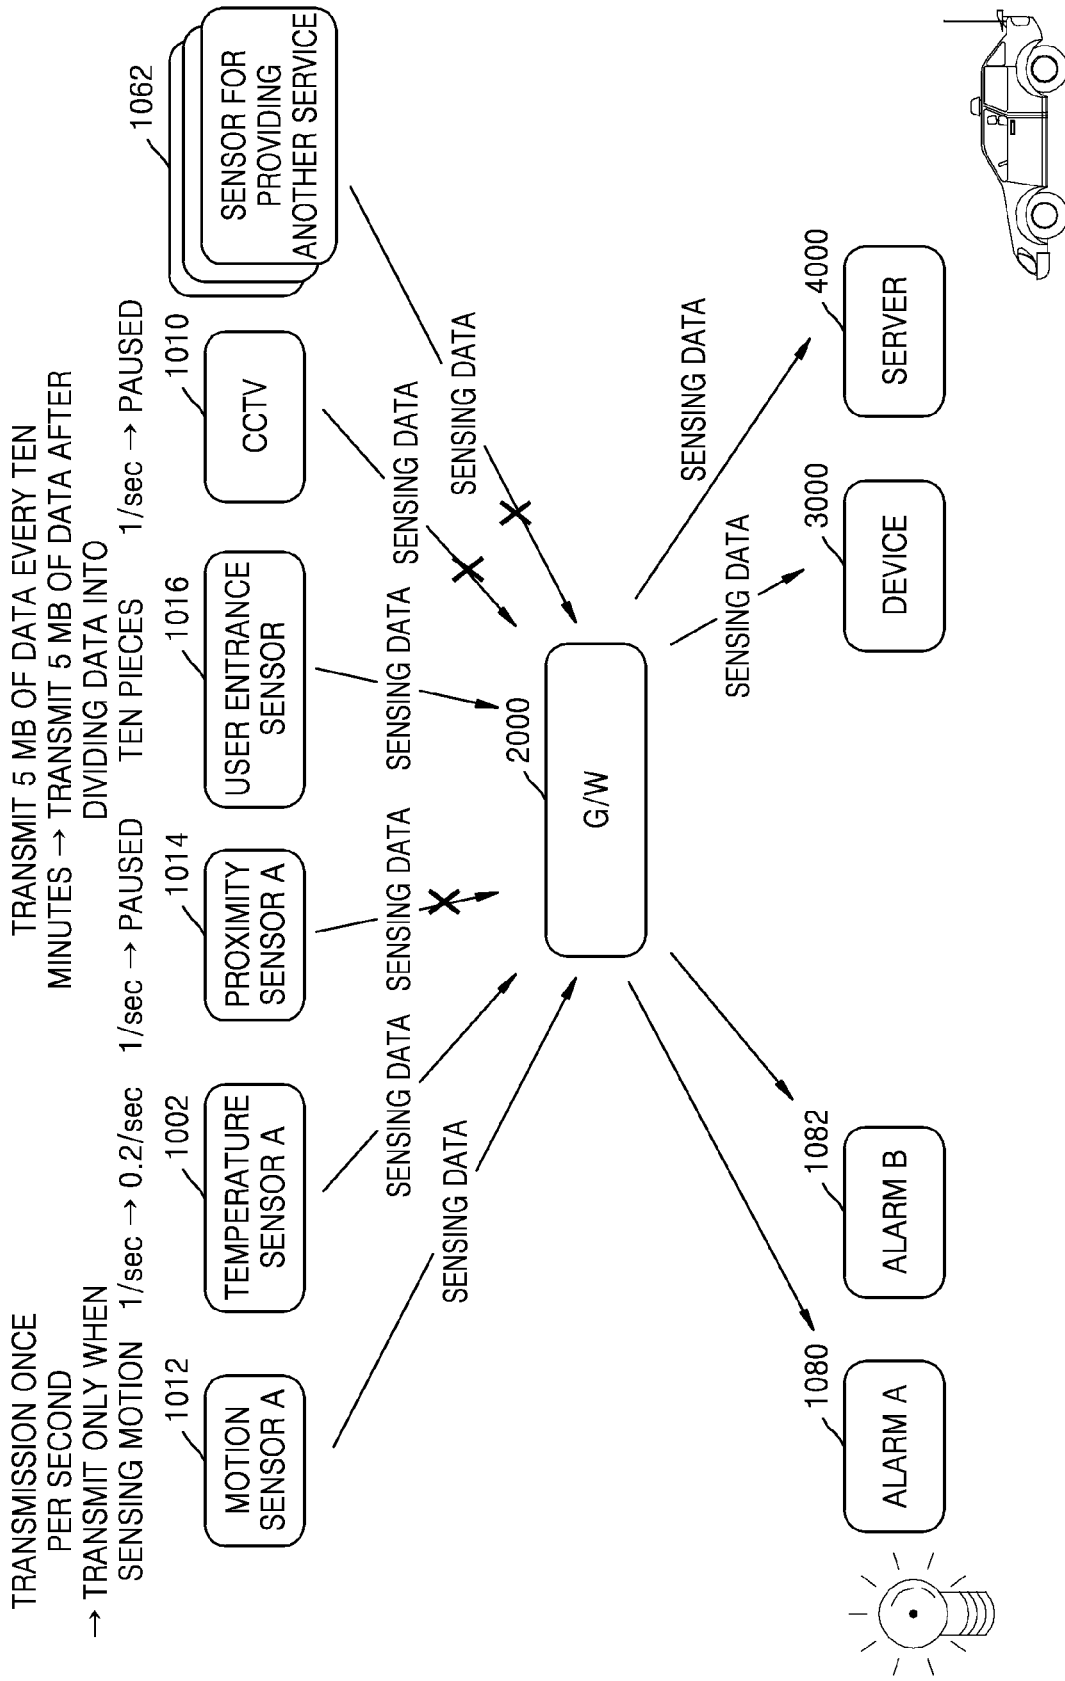 TRANSMISSION ONCE
PER SECOND
→ TRANSMIT ONLY WHEN
SENSING MOTION
1/sec → 0.2/sec
1/sec → PAUSED
TRANSMIT 5 MB OF DATA EVERY TEN
MINUTES → TRANSMIT 5 MB OF DATA AFTER
DIVIDING DATA INTO
TEN PIECES
1/sec → PAUSED
1012
MOTION
SENSOR A
1002
TEMPERATURE
SENSOR A
1014
PROXIMITY
SENSOR A
1016
USER ENTRANCE
SENSOR
1010
CCTV
1062
SENSOR FOR
PROVIDING
ANOTHER SERVICE
SENSING DATA
SENSING DATA
SENSING DATA
SENSING DATA
SENSING DATA
SENSING DATA
2000
G/W
SENSING DATA
SENSING DATA
1080
ALARM A
1082
ALARM B
3000
DEVICE
4000
SERVER